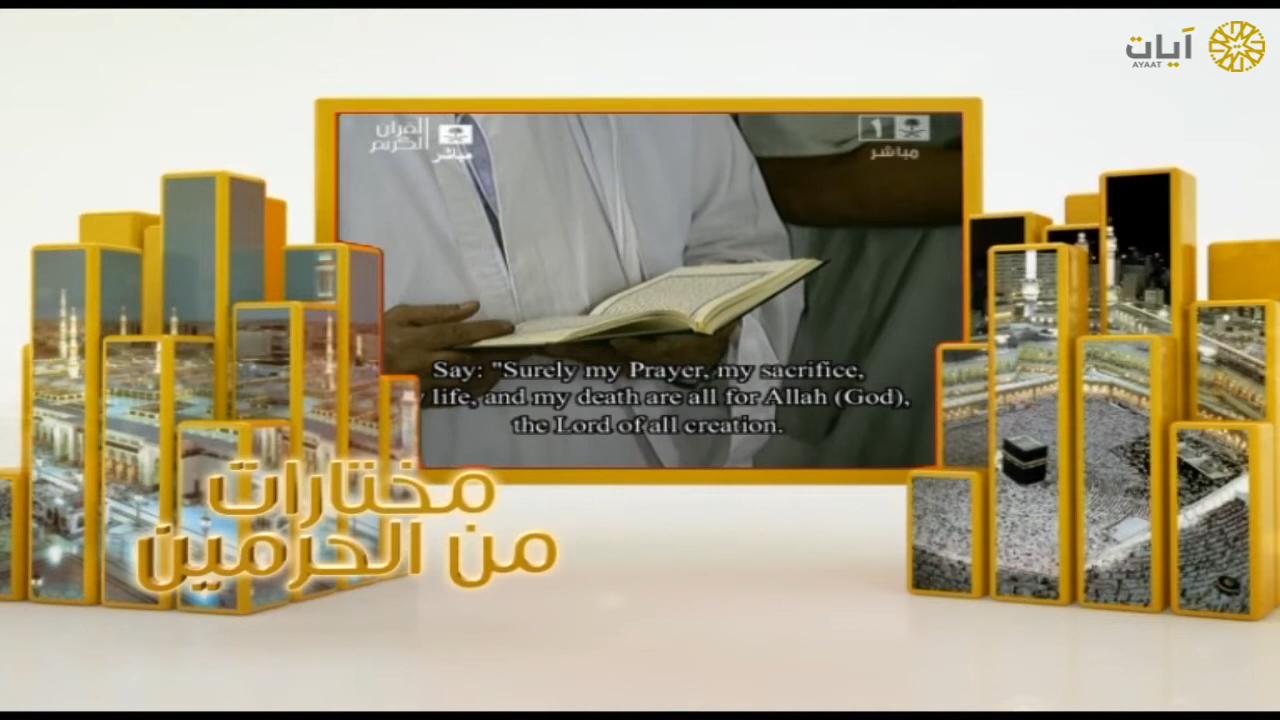 آيات
AYAAT
القرآن
الكريم
مباشر
١
مباشر
Say: "Surely my Prayer, my sacrifice,
life, and my death are all for Allah (God),
the Lord of all creation.
مختارات
من الحرمين